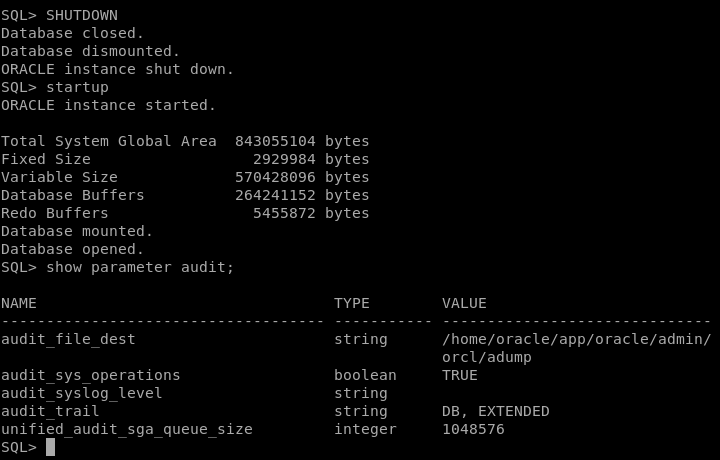 SQL> SHUTDOWN
Database closed.
Database dismounted.
ORACLE instance shut down.
SQL> startup
ORACLE instance started.

Total System Global Area  843055104 bytes
Fixed Size                  2929984 bytes
Variable Size             570428096 bytes
Database Buffers          264241152 bytes
Redo Buffers                5455872 bytes
Database mounted.
Database opened.
SQL> show parameter audit;

NAME                                 TYPE        VALUE
------------------------------------ ----------- ------------------------------
audit_file_dest                      string      /home/oracle/app/oracle/admin/
                                                 orcl/adump
audit_sys_operations                 boolean     TRUE
audit_syslog_level                   string
audit_trail                          string      DB, EXTENDED
unified_audit_sga_queue_size         integer     1048576
SQL>